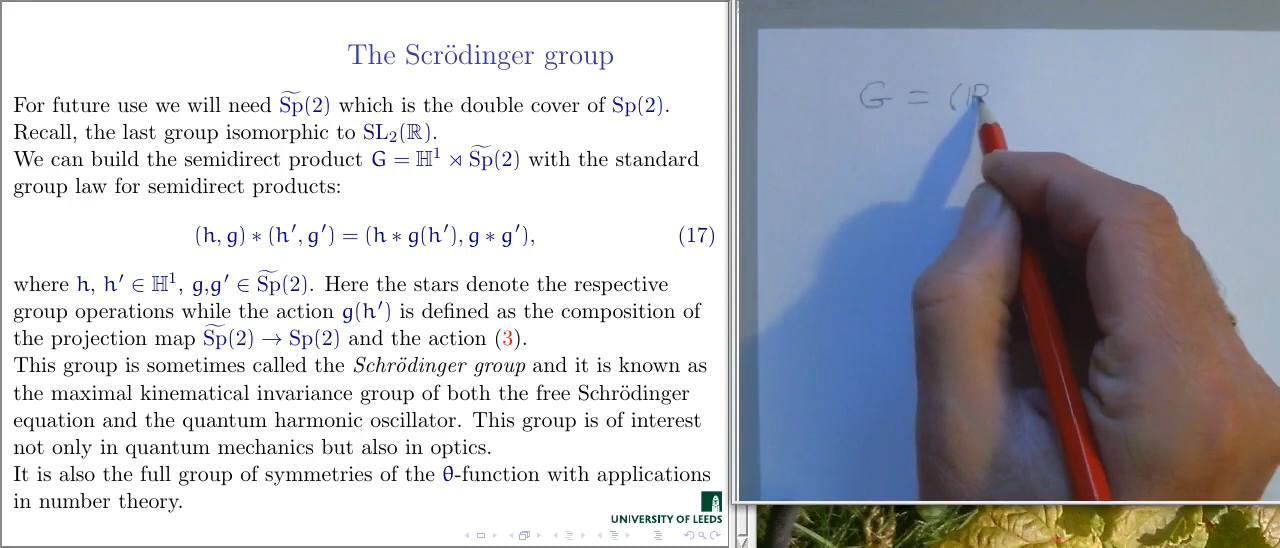 The Scrödinger group
For future use we will need S͂p(2) which is the double cover of Sp(2).
Recall, the last group isomorphic to SL₂(ℝ).
We can build the semidirect product G = ℍ¹ ⋊ S͂p(2) with the standard
group law for semidirect products:
(h, g) ∗ (h′, g′) = (h ∗ g(h′), g ∗ g′), (17)
where h, h′ ∈ ℍ¹, g,g′ ∈ S͂p(2). Here the stars denote the respective
group operations while the action g(h′) is defined as the composition of
the projection map S͂p(2) → Sp(2) and the action (3).
This group is sometimes called the Schrödinger group and it is known as
the maximal kinematical invariance group of both the free Schrödinger
equation and the quantum harmonic oscillator. This group is of interest
not only in quantum mechanics but also in optics.
It is also the full group of symmetries of the θ-function with applications
in number theory.
UNIVERSITY OF LEEDS
G = (ℝ